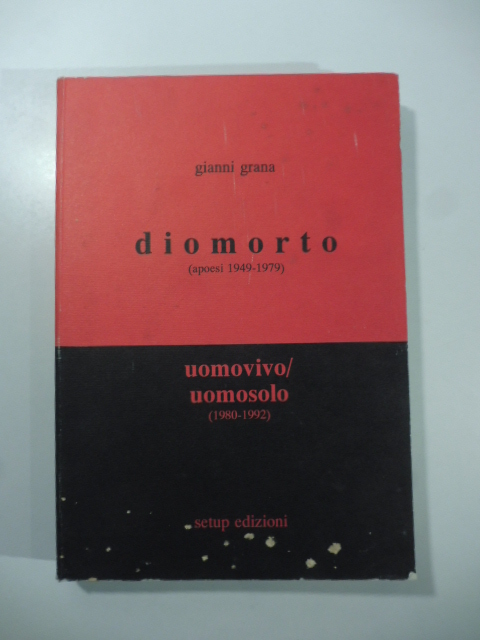 gianni grana
diomorto
(apoesi 1949-1979)
uomovivo/
uomosolo
(1980-1992)
setup edizioni